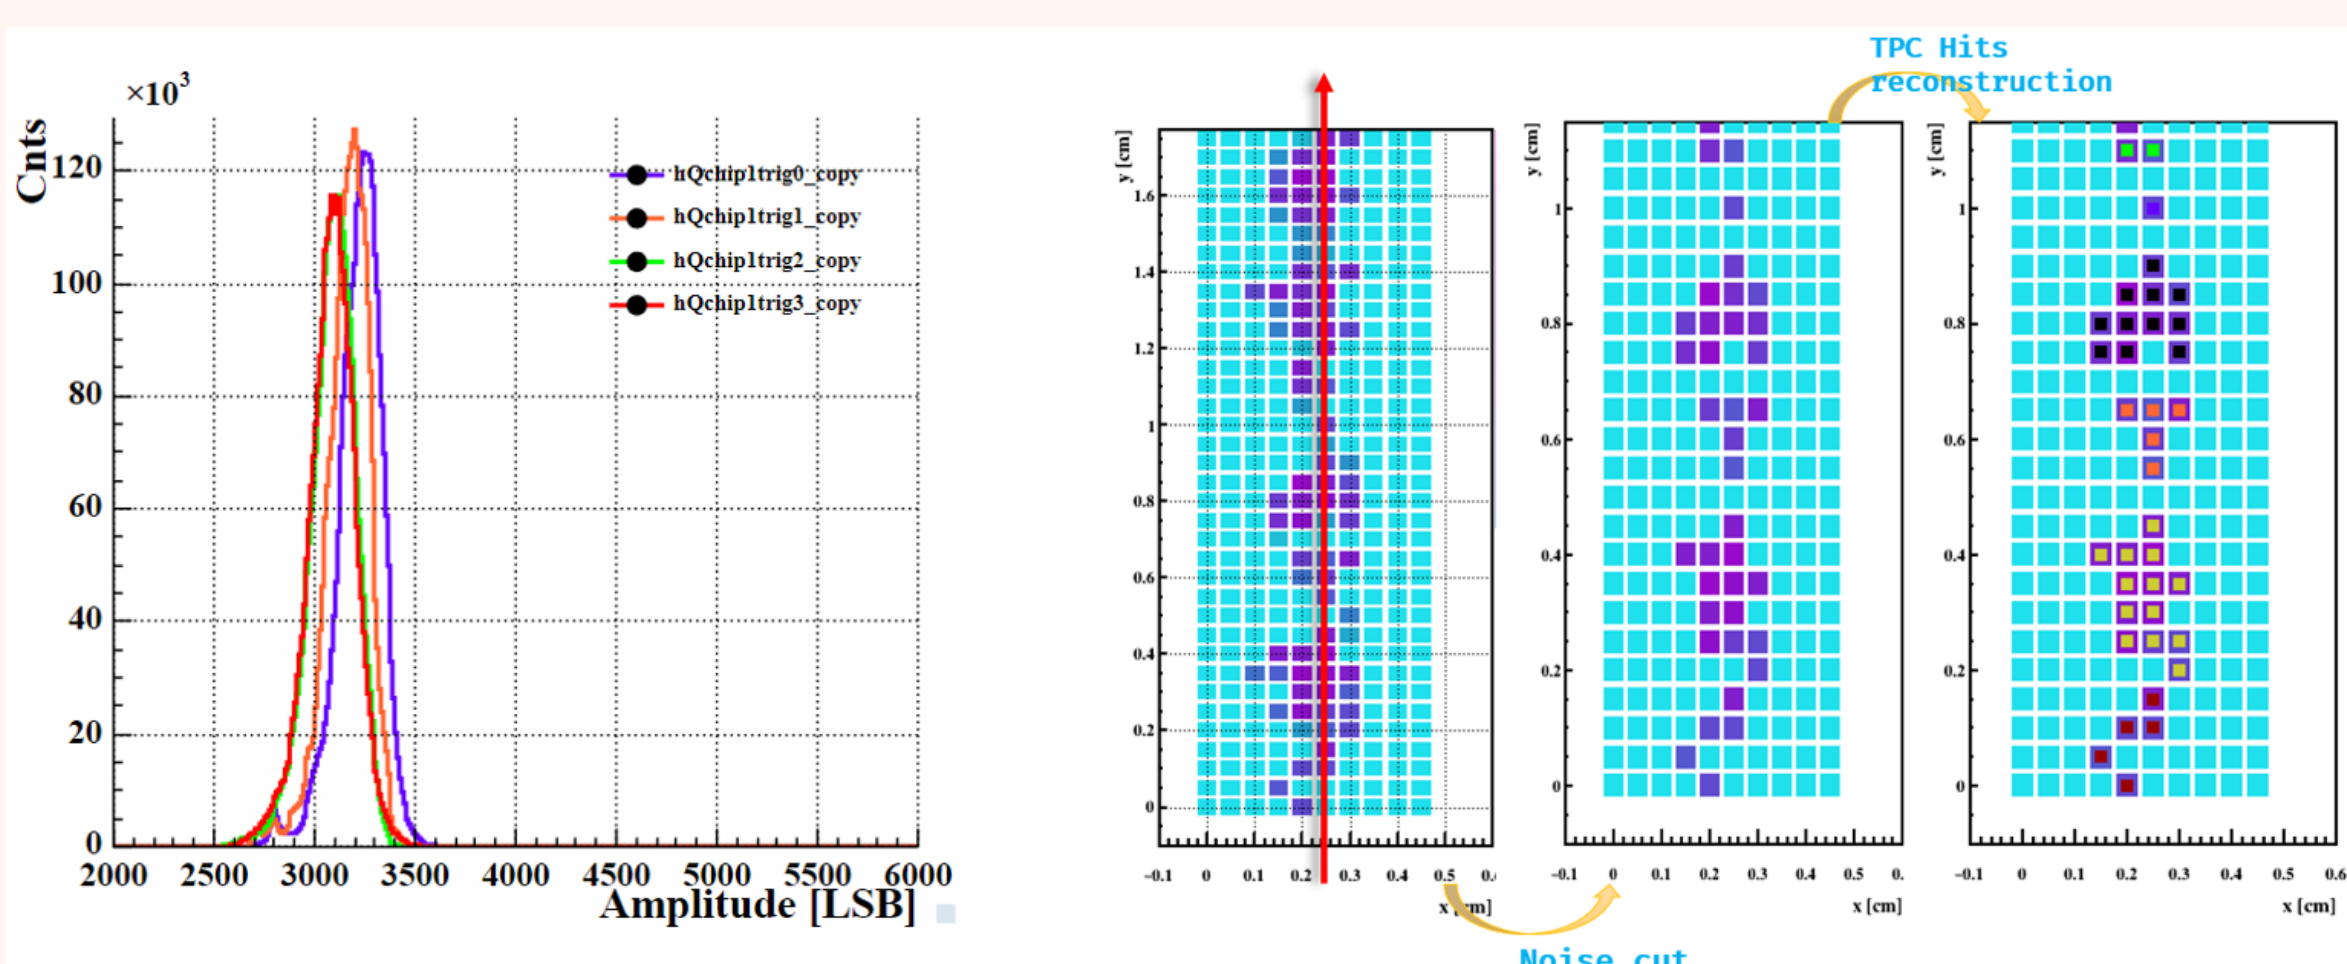 ×10³
Cnts
120
100
80
60
40
20
0
2000 2500 3000 3500 4000 4500 5000 5500 6000
Amplitude [LSB]
hQchip1trig0_copy
hQchip1trig1_copy
hQchip1trig2_copy
hQchip1trig3_copy
y [cm]
1.6
1.4
1.2
1
0.8
0.6
0.4
0.2
0
−0.1 0 0.1 0.2 0.3 0.4 0.5
x [cm]
Noise cut
y [cm]
1
0.8
0.6
0.4
0.2
0
−0.1 0 0.1 0.2 0.3 0.4 0.5 0.
x [cm]
TPC Hits
reconstruction
y [cm]
1
0.8
0.6
0.4
0.2
0
−0.1 0 0.1 0.2 0.3 0.4 0.5 0.6
x [cm]